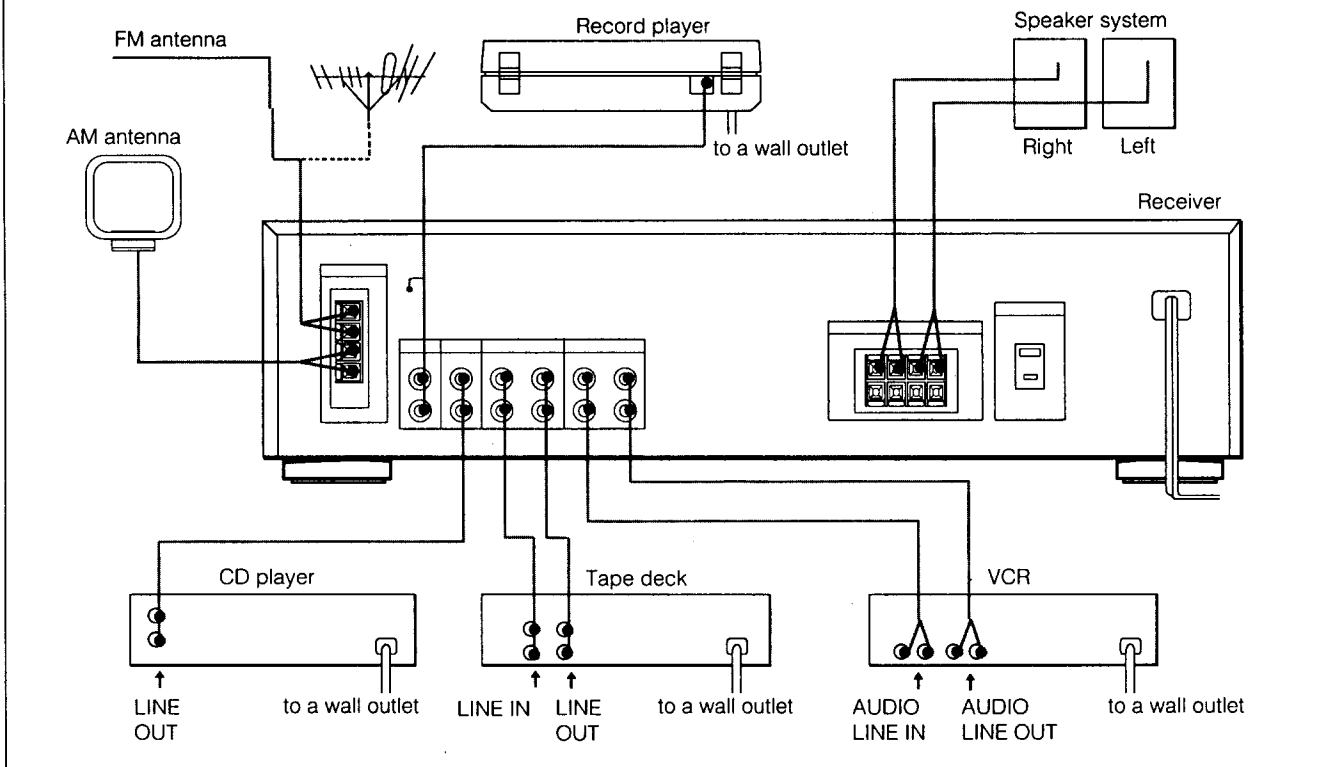 FM antenna
Record player
Speaker system
AM antenna
to a wall outlet
Right
Left
Receiver
CD player
Tape deck
VCR
LINE
OUT
to a wall outlet
LINE IN
LINE
OUT
to a wall outlet
AUDIO
LINE IN
AUDIO
LINE OUT
to a wall outlet